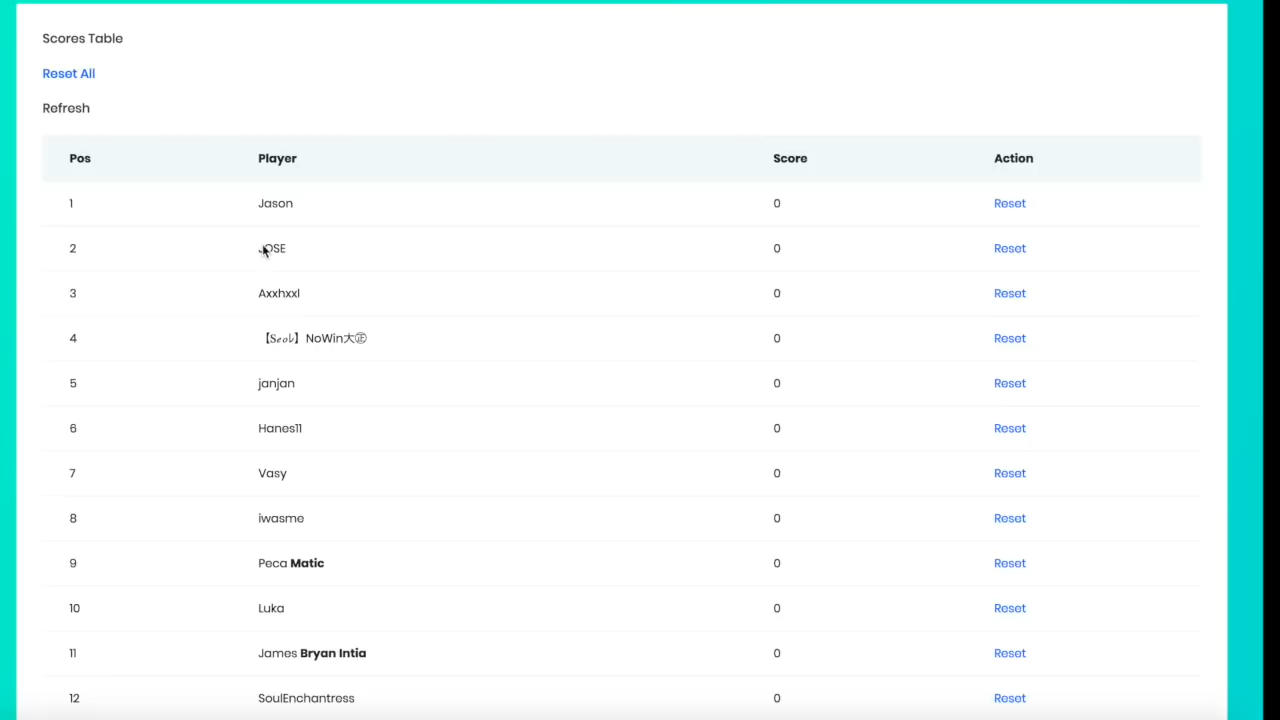 Scores Table
Reset All
Refresh
Pos Player Score Action
1 Jason 0 Reset
2 JOSE 0 Reset
3 Axxhxxl 0 Reset
4 【𝓢𝓮𝓸𝓫】NoWin大㊣ 0 Reset
5 janjan 0 Reset
6 Hanes11 0 Reset
7 Vasy 0 Reset
8 iwasme 0 Reset
9 Peca Matic 0 Reset
10 Luka 0 Reset
11 James Bryan Intia 0 Reset
12 SoulEnchantress 0 Reset